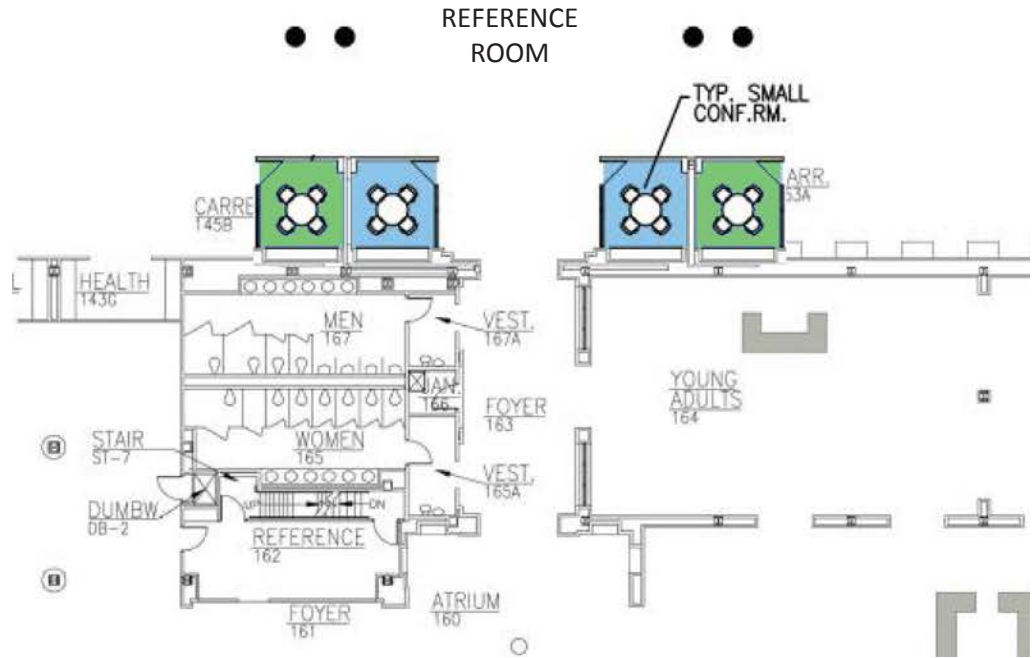 REFERENCE
ROOM
TYP. SMALL
CONF.RM.
CARRE
145B
ARR.
53A
L
HEALTH
143G
MEN
167
VEST.
167A
JAN.
166
YOUNG
ADULTS
164
FOYER
163
STAIR
ST-7
WOMEN
165
VEST.
165A
UP
DN
DUMBW.
DB-2
REFERENCE
162
FOYER
161
ATRIUM
160